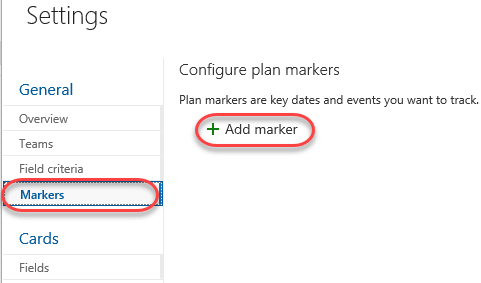 Settings
General
Overview
Teams
Field criteria
Markers
Cards
Fields
Configure plan markers
Plan markers are key dates and events you want to track.
+ Add marker